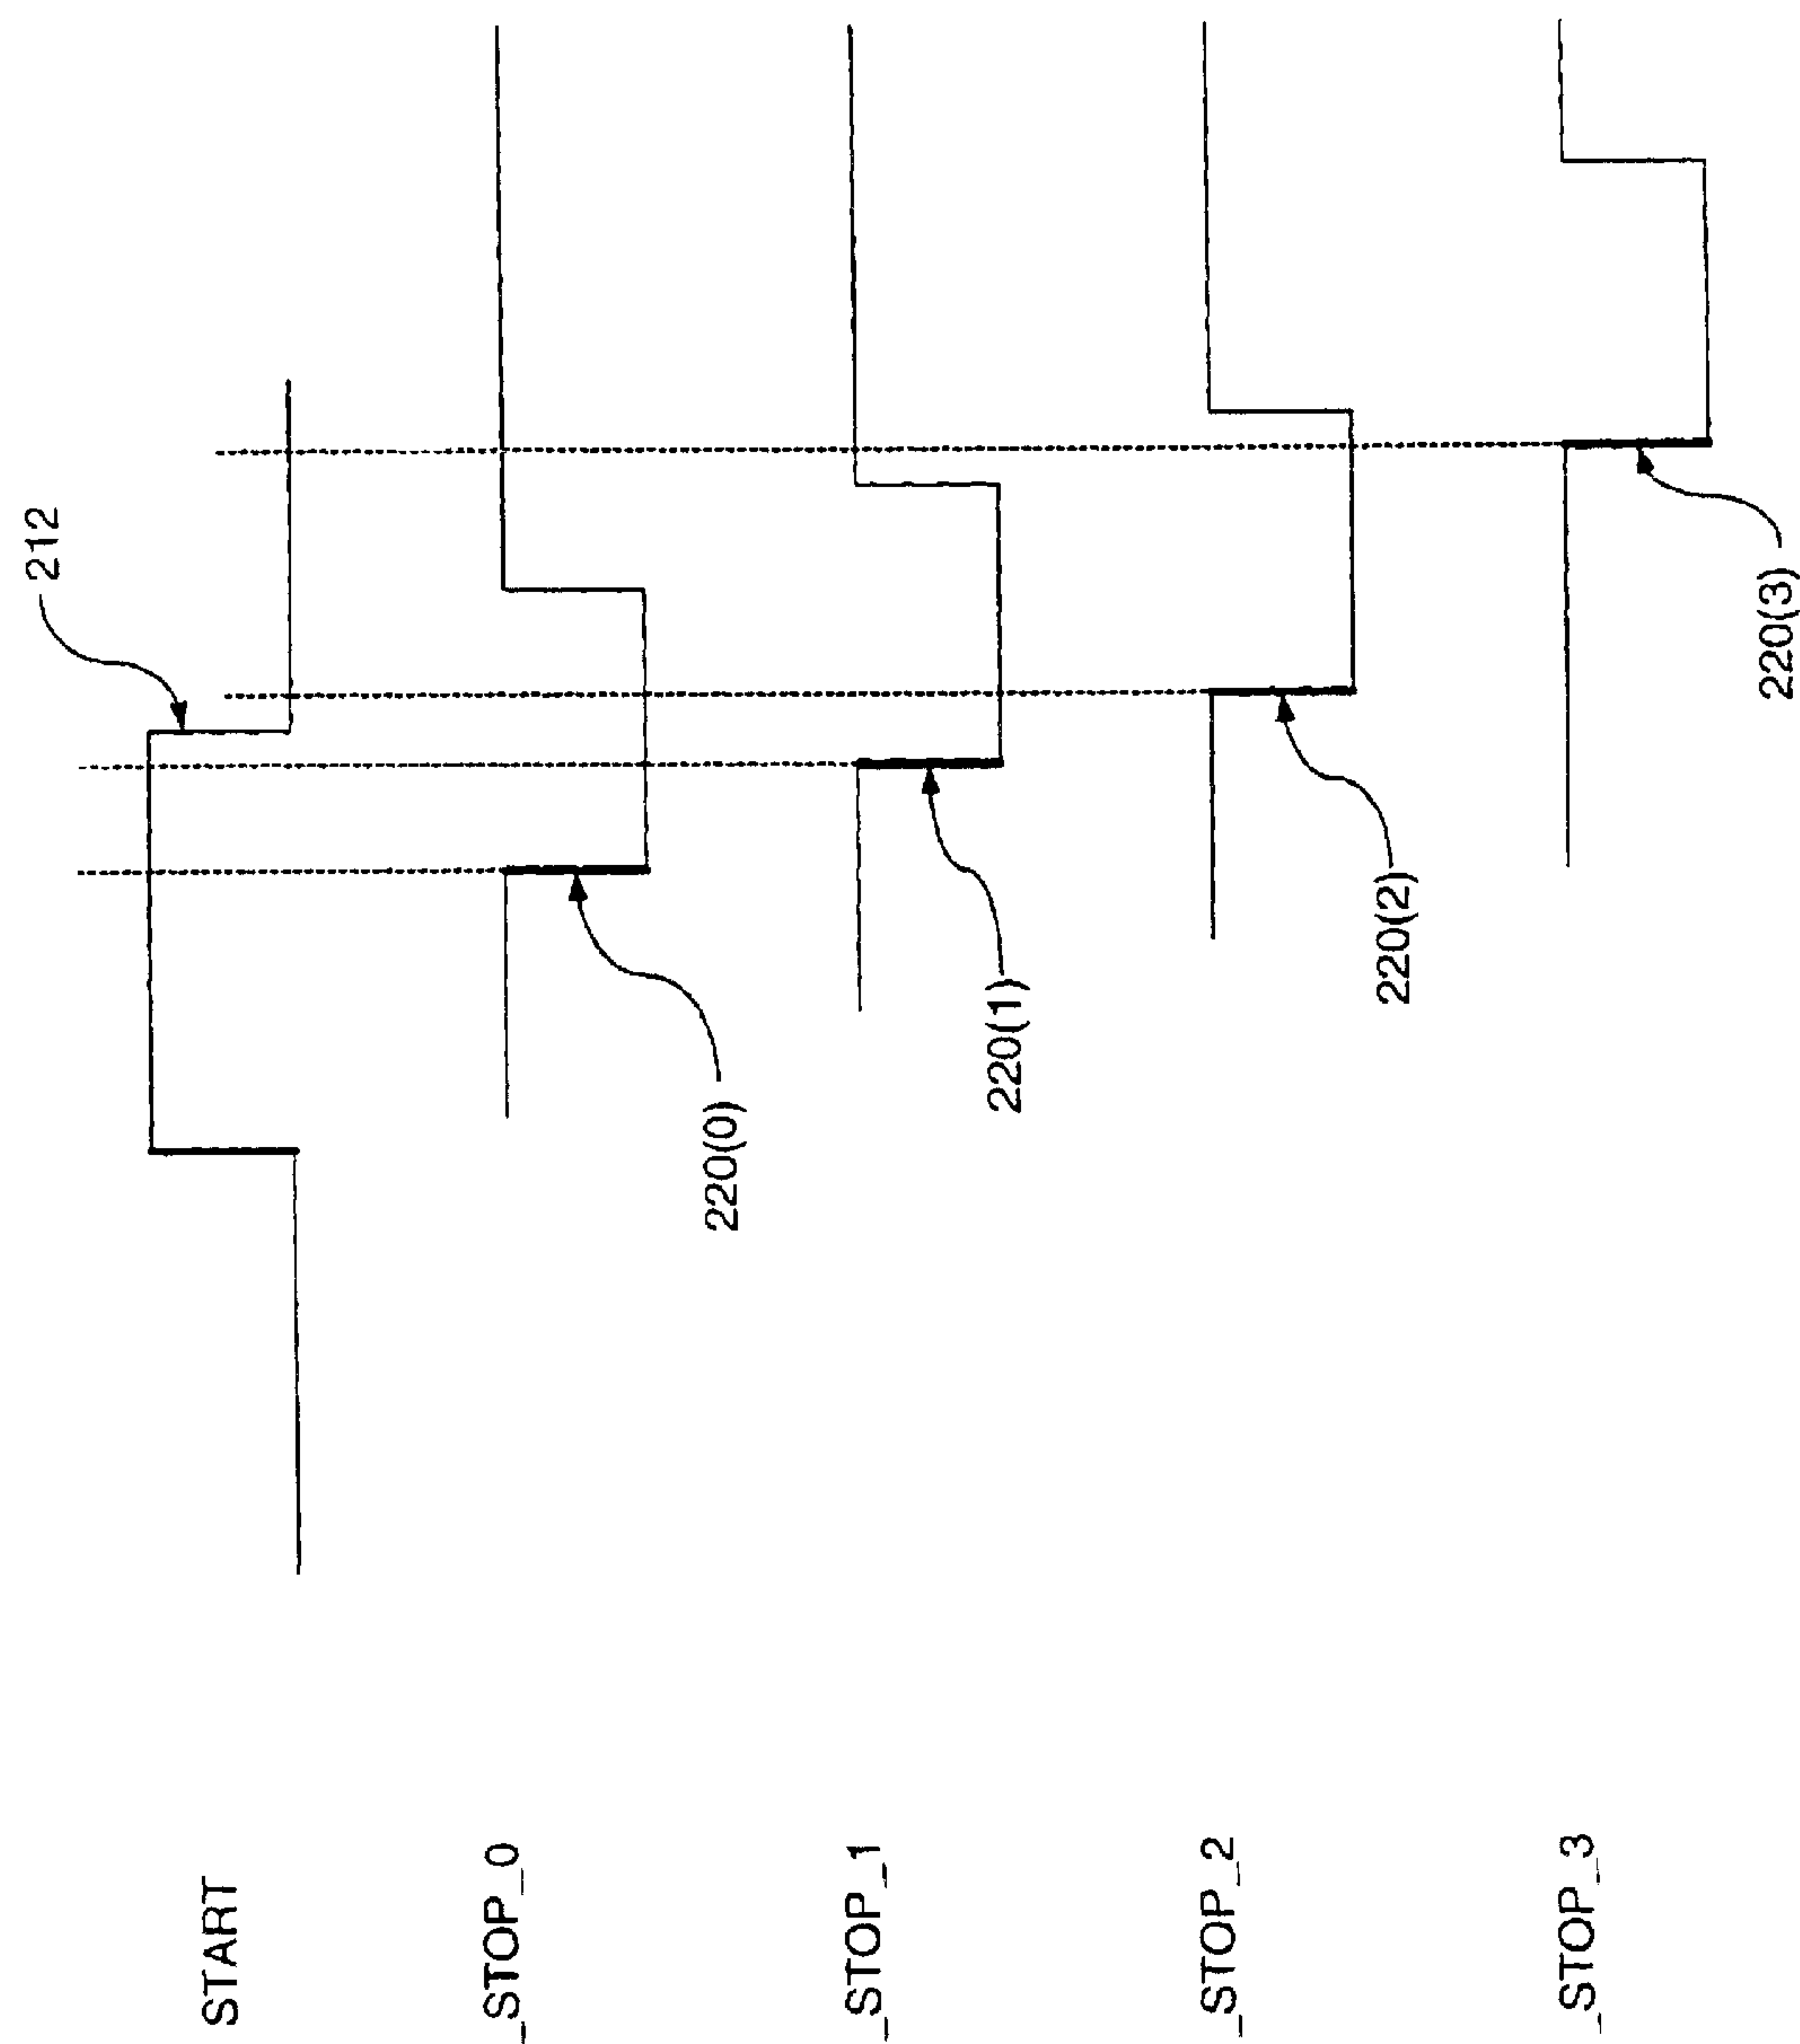 212
START
_STOP_0
220(0)
_STOP_1
220(1)
_STOP_2
220(2)
_STOP_3
220(3)